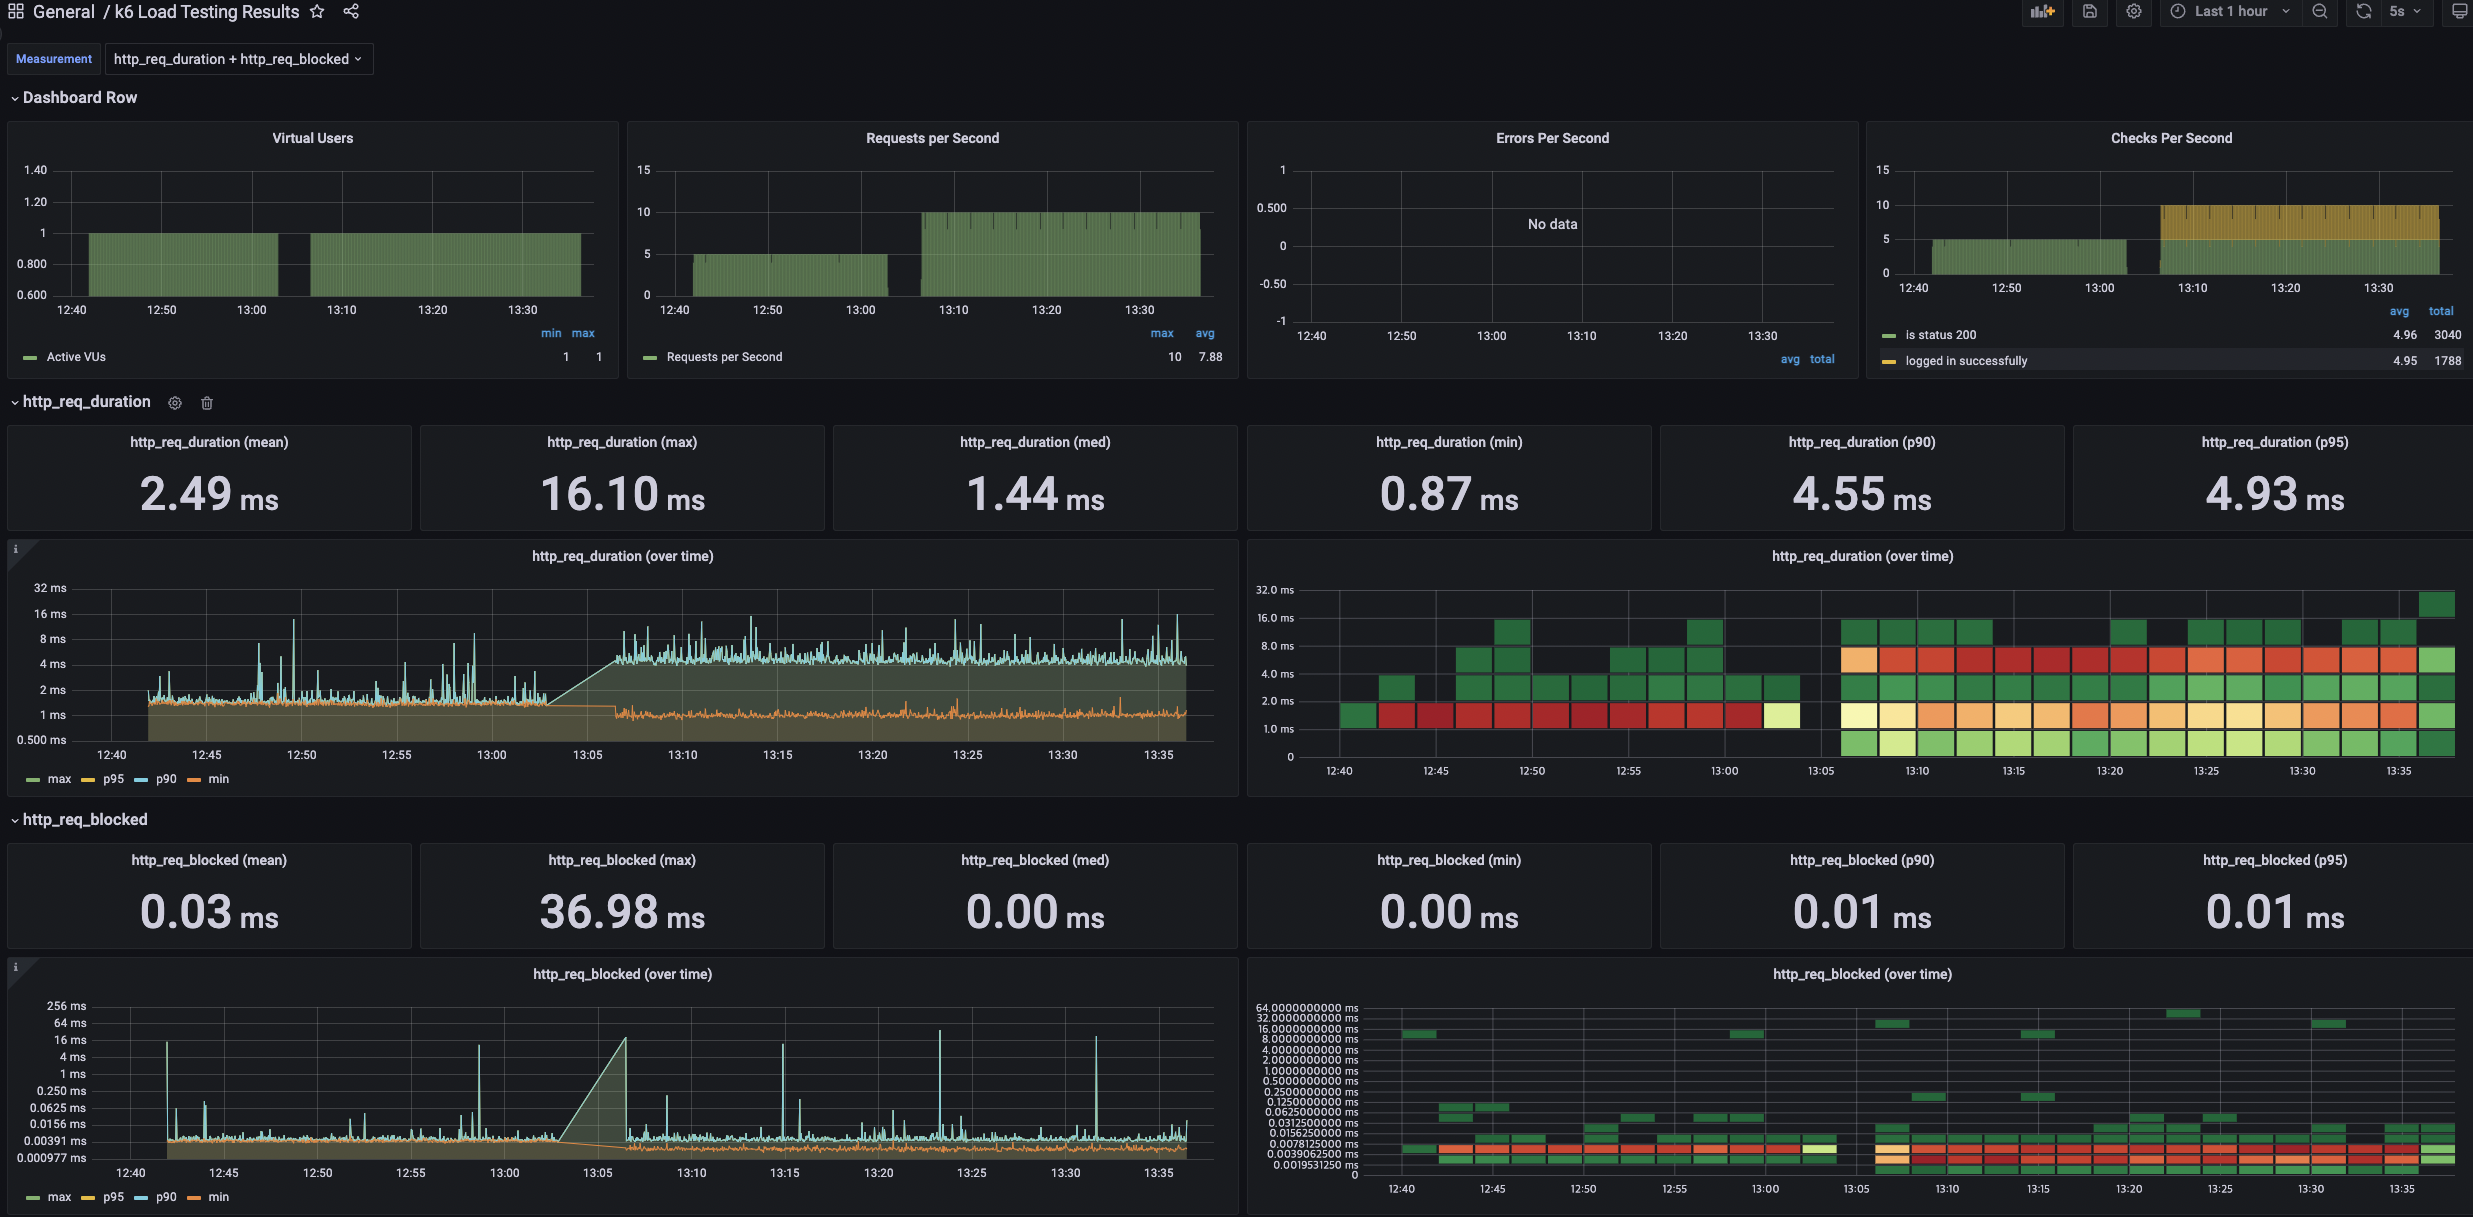 General / k6 Load Testing Results
Last 1 hour
5s
Measurement
http_req_duration + http_req_blocked
Dashboard Row
Virtual Users
1.40
1.20
1
0.800
0.600
12:40 12:50 13:00 13:10 13:20 13:30
min max
Active VUs 1 1
Requests per Second
15
10
5
0
12:40 12:50 13:00 13:10 13:20 13:30
max avg
Requests per Second 10 7.88
Errors Per Second
1
0.500
0
-0.50
-1
No data
12:40 12:50 13:00 13:10 13:20 13:30
avg total
Checks Per Second
15
10
5
0
12:40 12:50 13:00 13:10 13:20 13:30
avg total
is status 200 4.96 3040
logged in successfully 4.95 1788
http_req_duration
http_req_duration (mean)
2.49 ms
http_req_duration (max)
16.10 ms
http_req_duration (med)
1.44 ms
http_req_duration (min)
0.87 ms
http_req_duration (p90)
4.55 ms
http_req_duration (p95)
4.93 ms
i
http_req_duration (over time)
32 ms
16 ms
8 ms
4 ms
2 ms
1 ms
0.500 ms
12:40 12:45 12:50 12:55 13:00 13:05 13:10 13:15 13:20 13:25 13:30 13:35
max p95 p90 min
http_req_duration (over time)
32.0 ms
16.0 ms
8.0 ms
4.0 ms
2.0 ms
1.0 ms
0
12:40 12:45 12:50 12:55 13:00 13:05 13:10 13:15 13:20 13:25 13:30 13:35
http_req_blocked
http_req_blocked (mean)
0.03 ms
http_req_blocked (max)
36.98 ms
http_req_blocked (med)
0.00 ms
http_req_blocked (min)
0.00 ms
http_req_blocked (p90)
0.01 ms
http_req_blocked (p95)
0.01 ms
i
http_req_blocked (over time)
256 ms
64 ms
16 ms
4 ms
1 ms
0.250 ms
0.0625 ms
0.0156 ms
0.00391 ms
0.000977 ms
12:40 12:45 12:50 12:55 13:00 13:05 13:10 13:15 13:20 13:25 13:30 13:35
max p95 p90 min
http_req_blocked (over time)
64.0000000000 ms
32.0000000000 ms
16.0000000000 ms
8.0000000000 ms
4.0000000000 ms
2.0000000000 ms
1.0000000000 ms
0.5000000000 ms
0.2500000000 ms
0.1250000000 ms
0.0625000000 ms
0.0312500000 ms
0.0156250000 ms
0.0078125000 ms
0.0039062500 ms
0.0019531250 ms
0
12:40 12:45 12:50 12:55 13:00 13:05 13:10 13:15 13:20 13:25 13:30 13:35